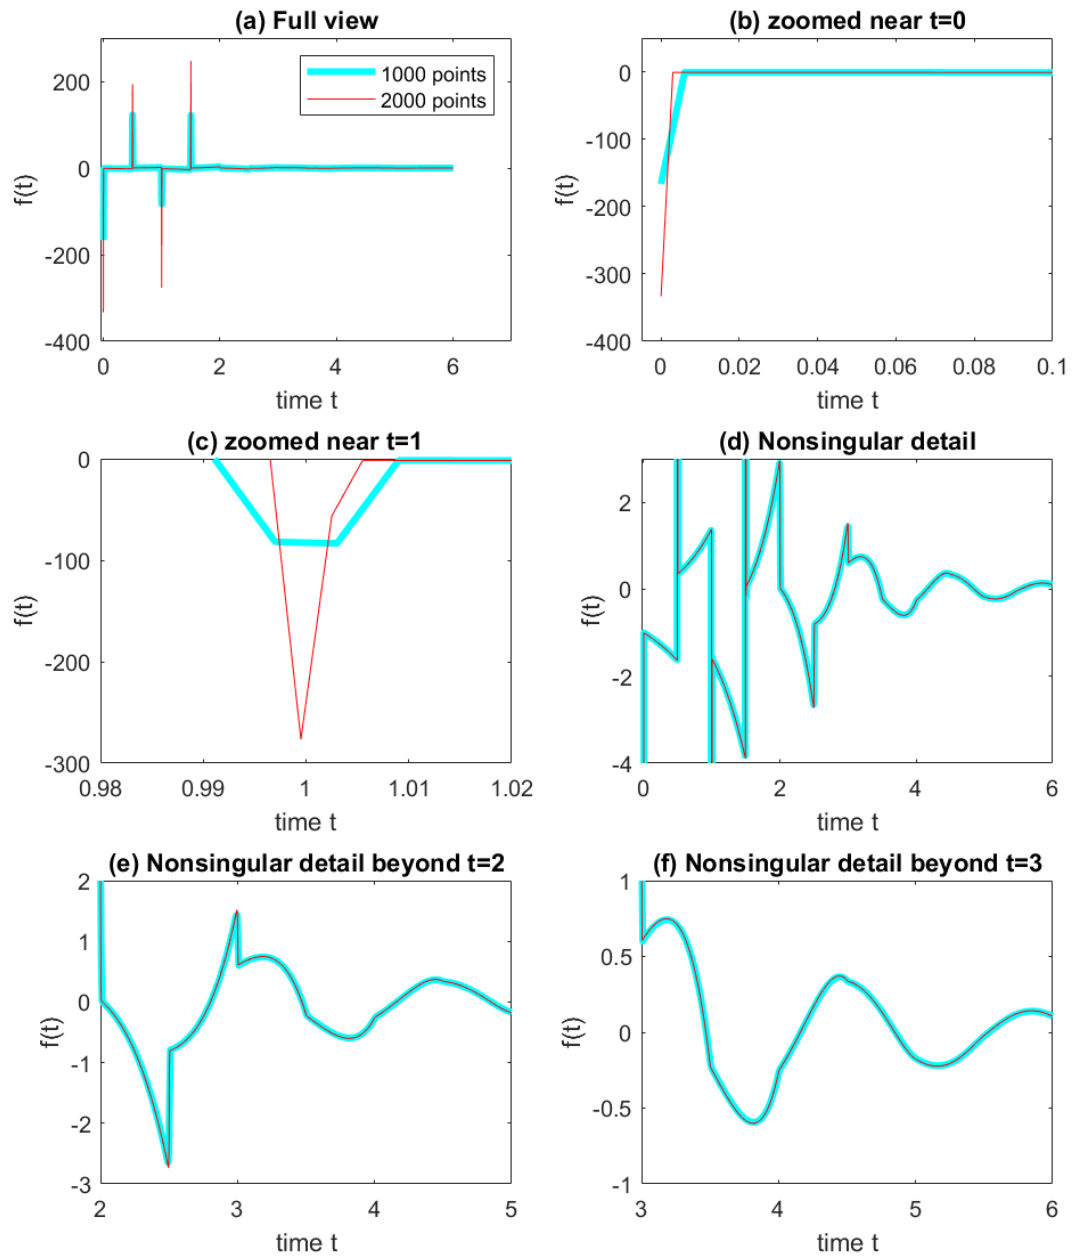 (a) Full view
200
0
-200
-400
0
2
4
6
f(t)
time t
1000 points
2000 points
(b) zoomed near t=0
0
-100
-200
-300
-400
0
0.02
0.04
0.06
0.08
0.1
f(t)
time t
(c) zoomed near t=1
0
-100
-200
-300
0.98
0.99
1
1.01
1.02
f(t)
time t
(d) Nonsingular detail
2
0
-2
-4
0
2
4
6
f(t)
time t
(e) Nonsingular detail beyond t=2
2
1
0
-1
-2
-3
2
3
4
5
f(t)
time t
(f) Nonsingular detail beyond t=3
1
0.5
0
-0.5
-1
3
4
5
6
f(t)
time t